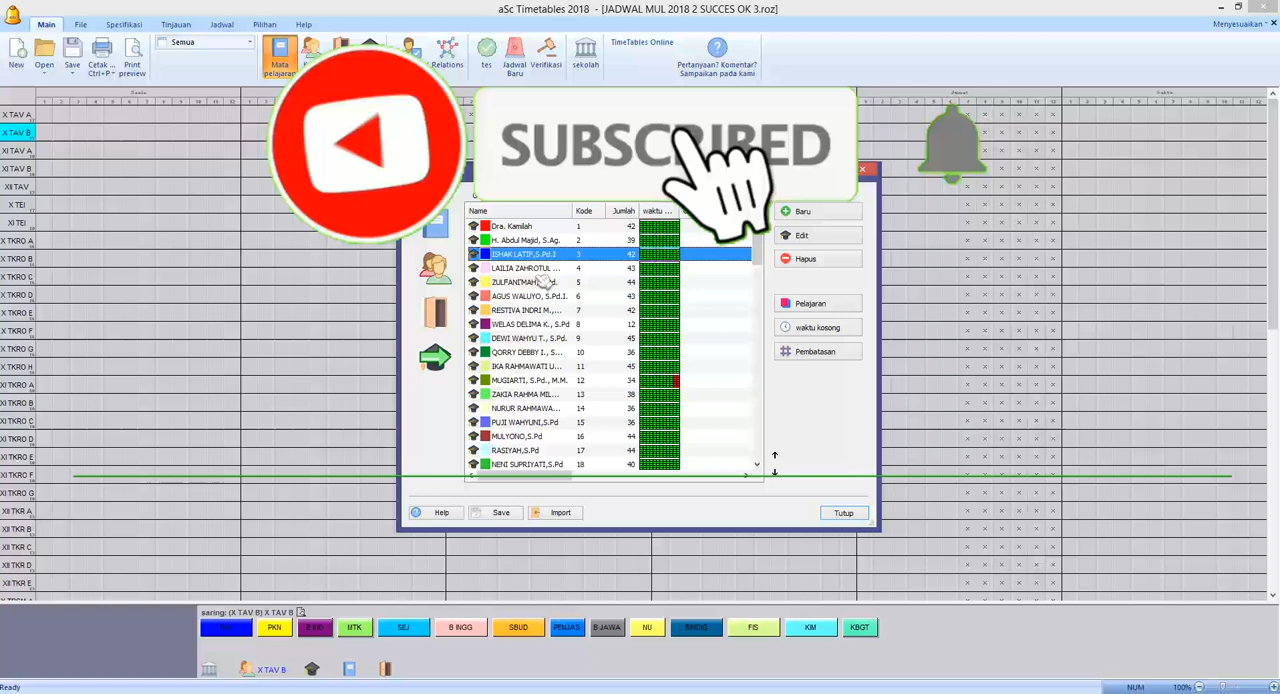 aSc Timetables 2018 - [JADWAL MUL 2018 2 SUCCES OK 3.roz]
Main File Spesifikasi Tinjauan Jadwal Pilihan Help Menyesuaikan
Semua
New Open Save Cetak ... Ctrl+P Print preview Mata pelajaran Relations tes Jadwal Baru Verifikasi sekolah TimeTables Online Pertanyaan? Komentar? Sampaikan pada kami
SUBSCRIBED
X TAV A
X TAV B
XI TAV A
XI TAV B
XII TAV
X TEI
XI TEI
X TKRO A
X TKRO B
X TKRO C
X TKRO D
X TKRO E
X TKRO F
XI TKRO G
X TKRO H
XI TKRO A
XI TKRO B
XI TKRO C
XI TKRO D
XI TKRO E
XI TKRO F
XI TKRO G
XII TKR A
XII TKR B
XII TKR C
XII TKR D
XII TKR E
Name Kode Jumlah waktu ...
Dra. Kamilah 1 42
H. Abdul Majid, S.Ag. 2 39
ISHAK LATIF,S.Pd.I 3 42
LAILIA ZAHROTUL ... 4 43
5 44
AGUS WALUYO, S.Pd.I. 6 43
RESTIVA INDRI M.,... 7 42
WELAS DELIMA K., S.Pd 8 12
DEWI WAHYU T., S.Pd. 9 45
QORRY DEBBY I., S... 10 36
IKA RAHMAWATI U... 11 45
MUGIARTI, S.Pd., M.M. 12 34
ZAKIA RAHMA MIL... 13 38
NURUR RAHMAWA... 14 36
PUJI WAHYUNI,S.Pd 15 36
MULYONO,S.Pd 16 44
RASIYAH,S.Pd 17 44
NENI SUPRIYATI,S.Pd 18 40
Baru
Edit
Hapus
Pelajaran
waktu kosong
Pembatasan
Help Save Import Tutup
saring: (X TAV B) X TAV B
PKN B IND MTK SEJ B INGG SBUD PENJAS B JAWA NU FIS KIM KBGT
X TAV B
Ready NUM 100%